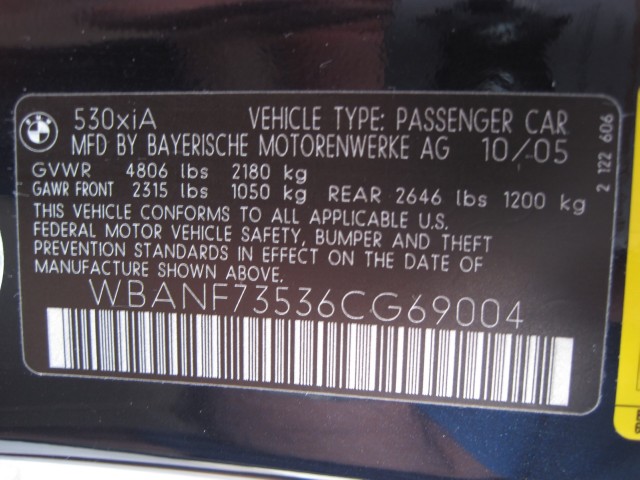 530xiA VEHICLE TYPE: PASSENGER CAR
MFD BY BAYERISCHE MOTORENWERKE AG 10/05
GVWR 4806 lbs 2180 kg
GAWR FRONT 2315 lbs 1050 kg REAR 2646 lbs 1200 kg
THIS VEHICLE CONFORMS TO ALL APPLICABLE U.S.
FEDERAL MOTOR VEHICLE SAFETY, BUMPER AND THEFT
PREVENTION STANDARDS IN EFFECT ON THE DATE OF
MANUFACTURE SHOWN ABOVE.
WBANF73536CG69004
2 122 606
BMW